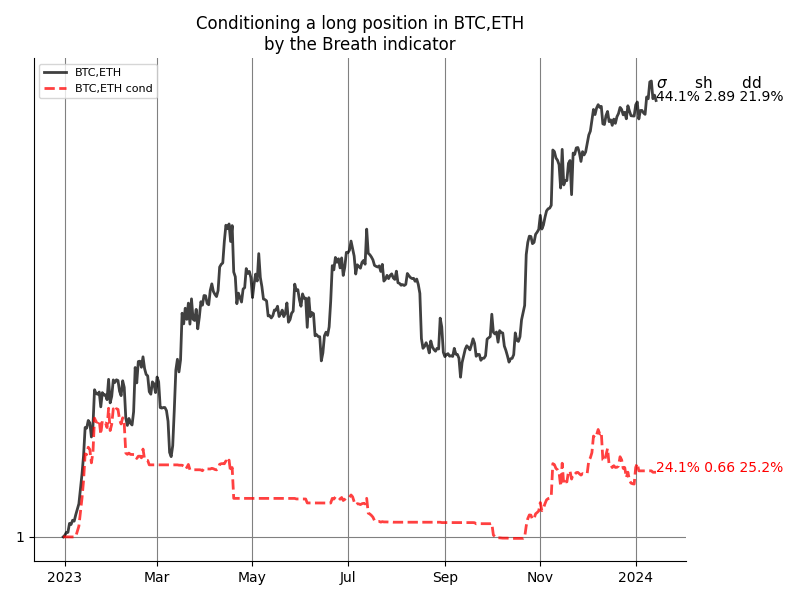 Conditioning a long position in BTC,ETH
by the Breath indicator
BTC,ETH
BTC,ETH cond
σ sh dd
44.1% 2.89 21.9%
24.1% 0.66 25.2%
1
2023 Mar May Jul Sep Nov 2024